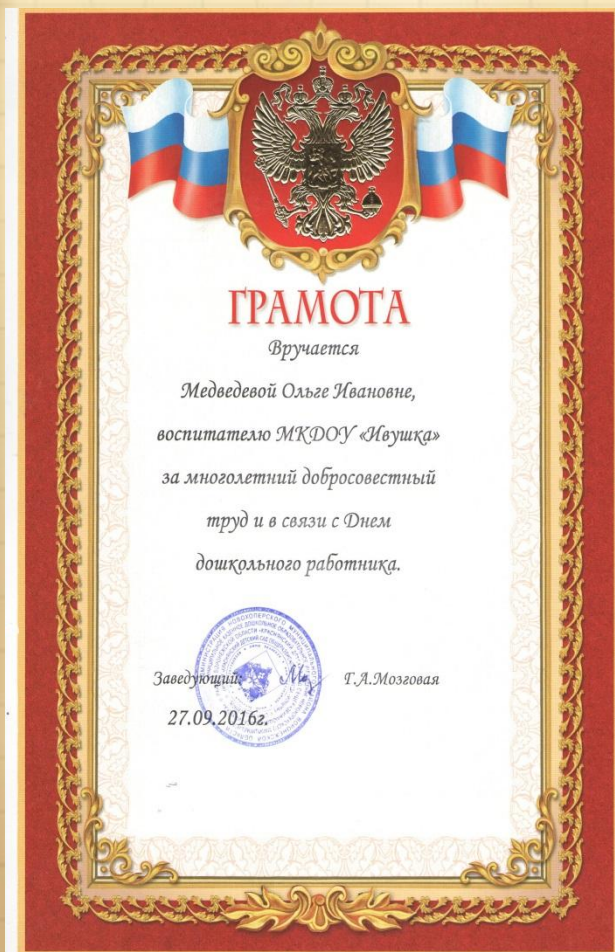 ГРАМОТА
Вручается
Медведевой Ольге Ивановне,
воспитателю МКДОУ «Ивушка»
за многолетний добросовестный
труд и в связи с Днем
дошкольного работника.
Заведующий: Г.А.Мозговая
27.09.2016г.